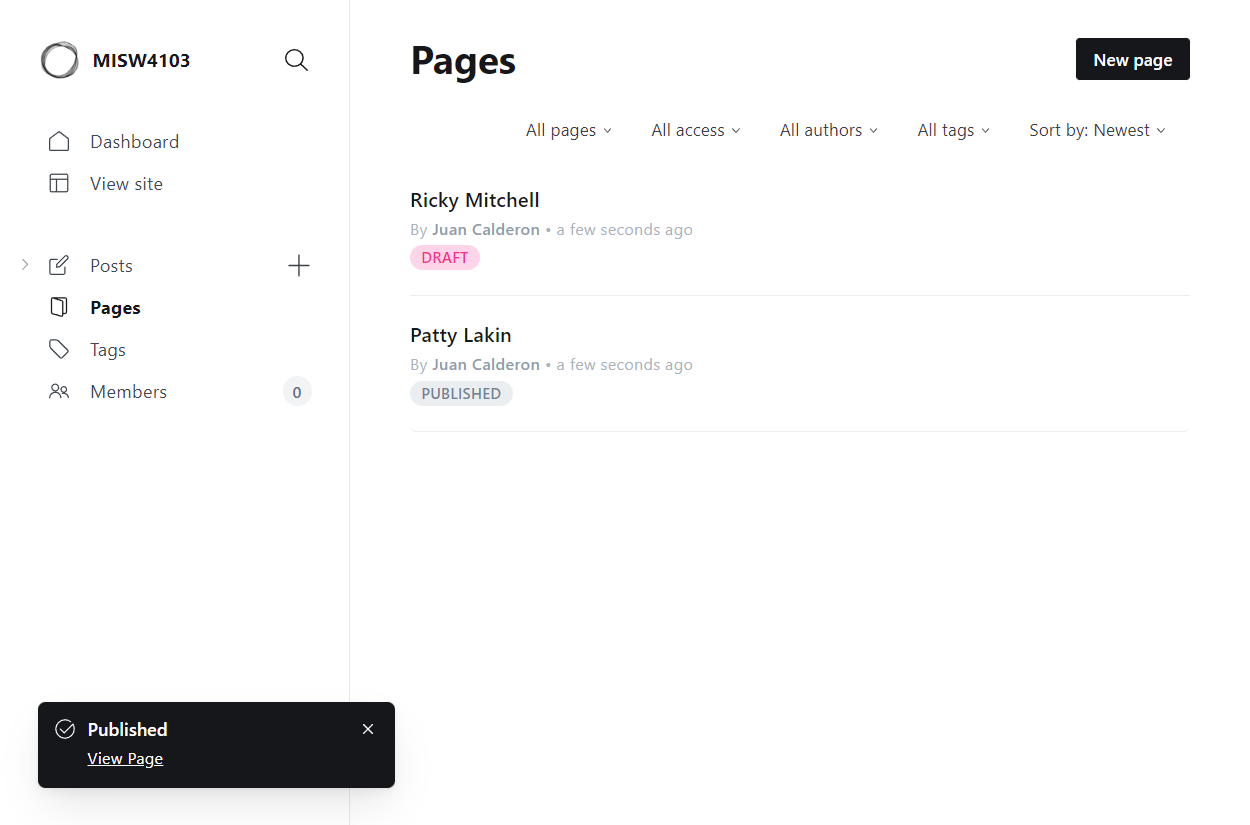 MISW4103
Dashboard
View site
Posts
Pages
Tags
Members 0
Pages
New page
All pages All access All authors All tags Sort by: Newest
Ricky Mitchell
By Juan Calderon • a few seconds ago
DRAFT
Patty Lakin
By Juan Calderon • a few seconds ago
PUBLISHED
Published
View Page